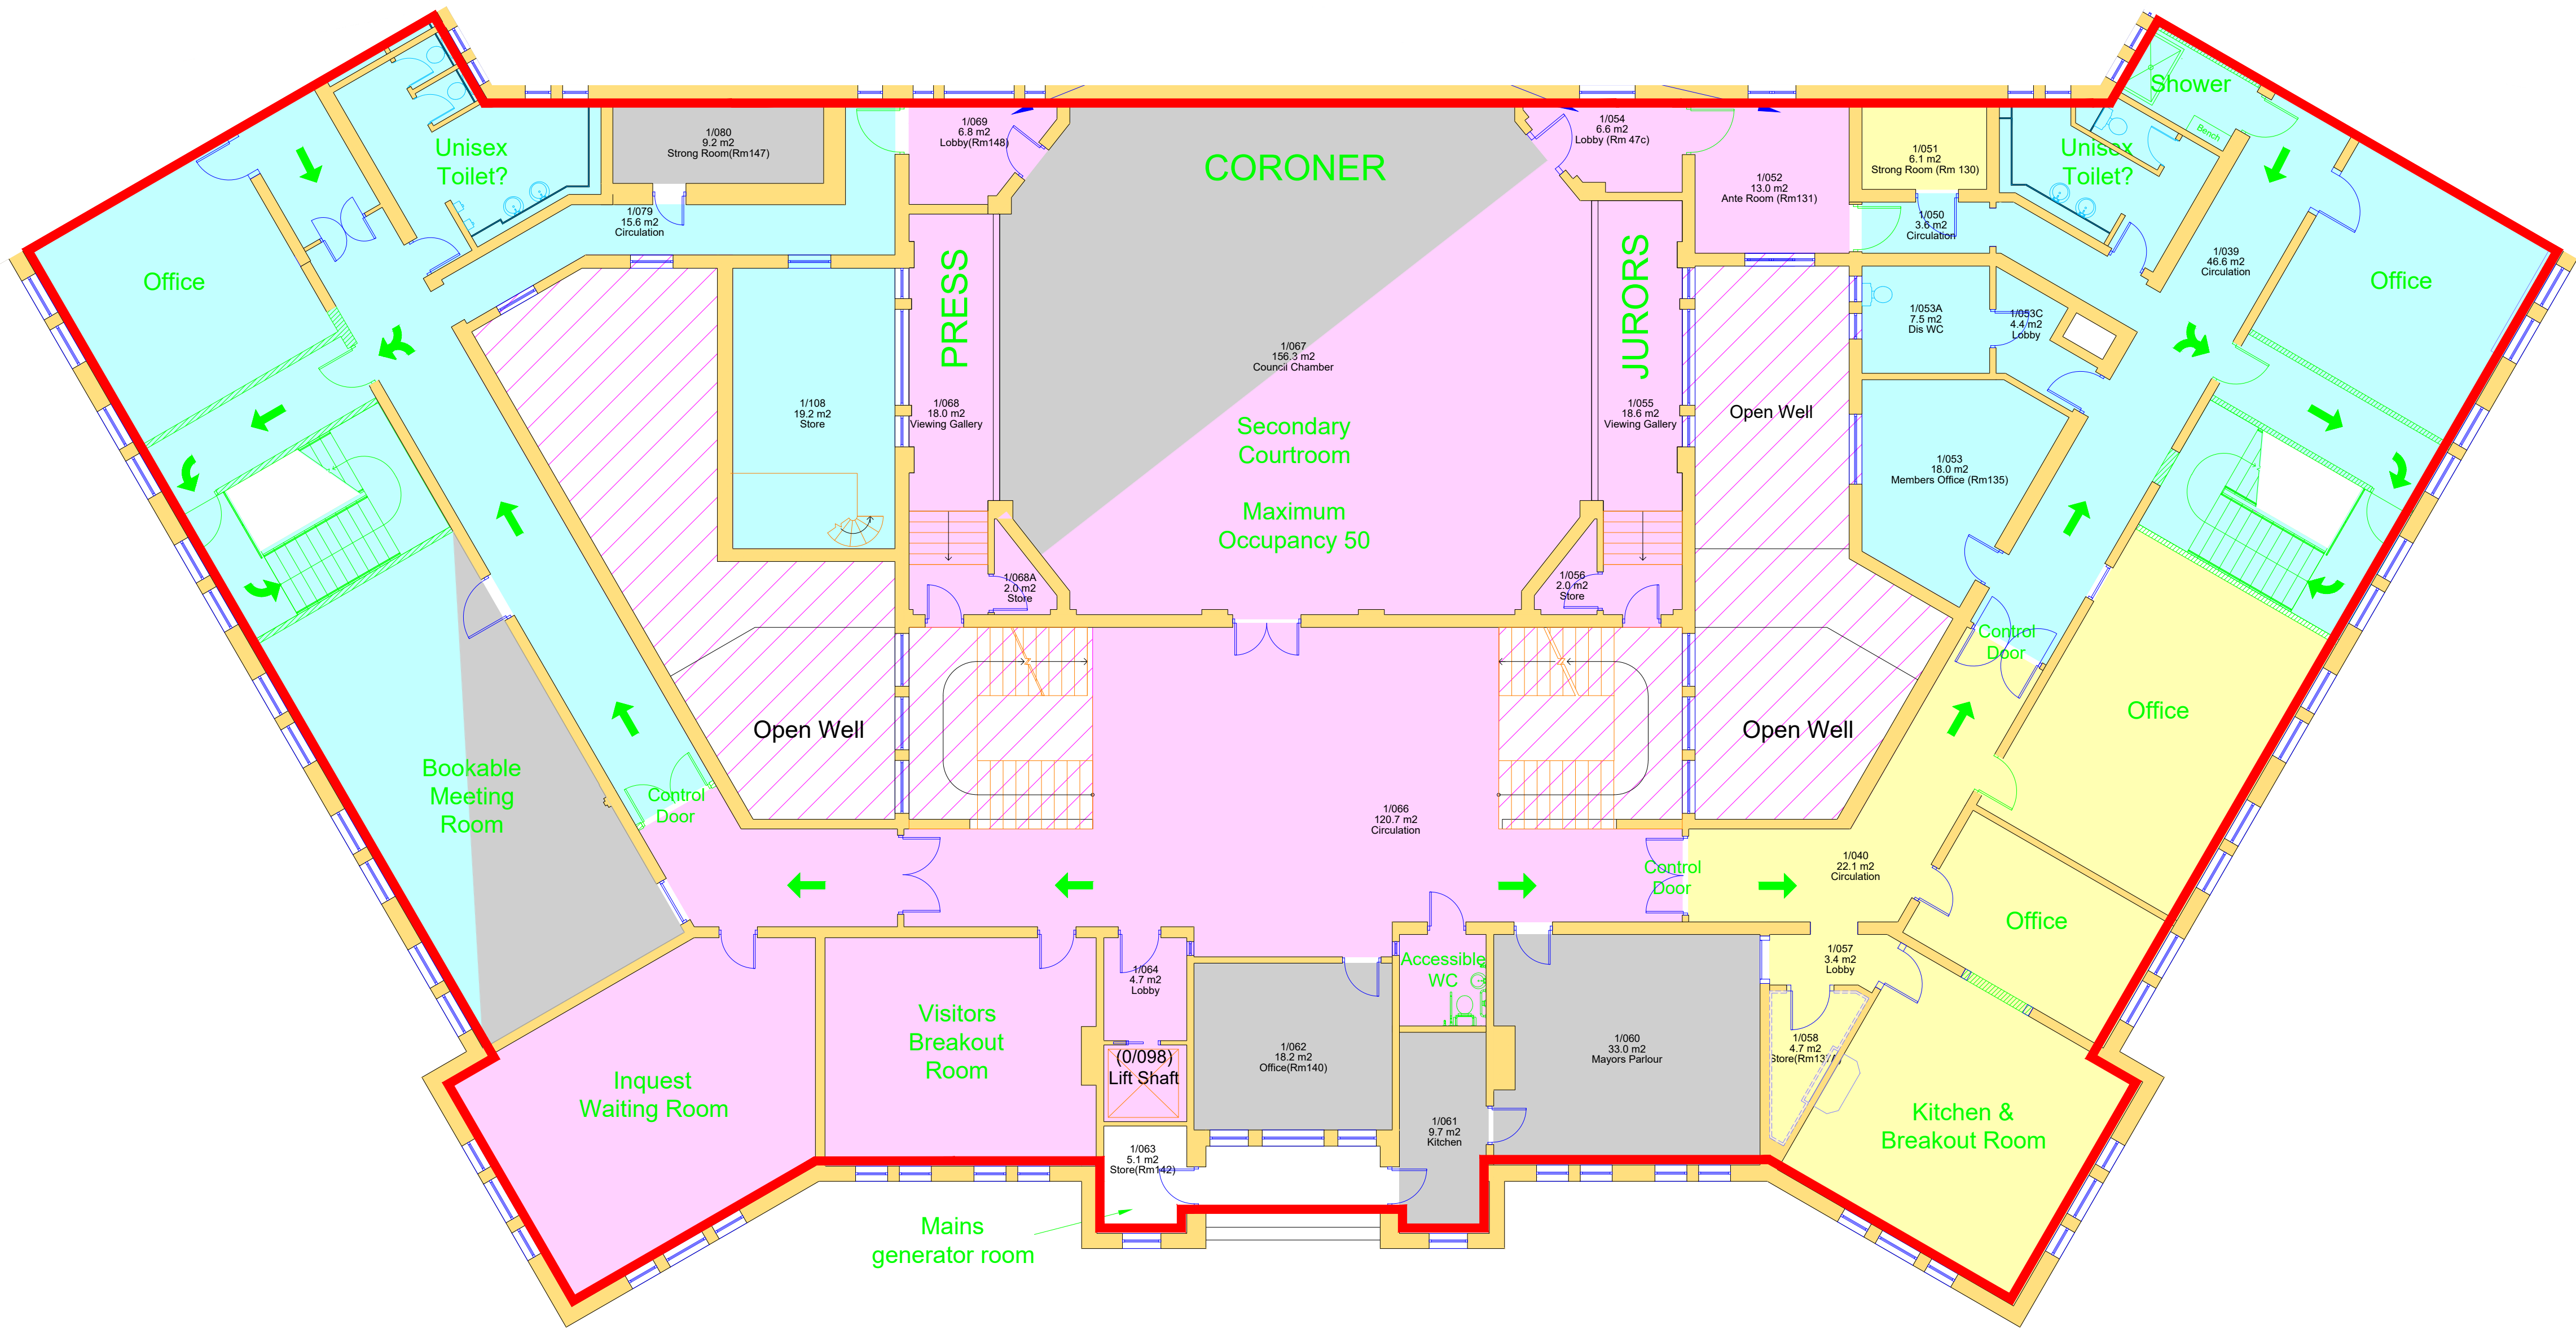 Shower
Bench
1/080
9.2 m2
Strong Room(Rm147)
1/069
6.8 m2
Lobby(Rm148)
CORONER
1/054
6.6 m2
Lobby (Rm 47c)
1/051
6.1 m2
Strong Room (Rm 130)
Unisex
Toilet?
Unisex
Toilet?
1/052
13.0 m2
Ante Room (Rm131)
1/079
15.6 m2
Circulation
1/050
3.6 m2
Circulation
1/039
46.6 m2
Circulation
Office
Office
PRESS
JURORS
1/053A
7.5 m2
Dis WC
1/053C
4.4 m2
Lobby
1/067
156.3 m2
Council Chamber
1/108
19.2 m2
Store
1/068
18.0 m2
Viewing Gallery
1/055
18.6 m2
Viewing Gallery
Open Well
Secondary
Courtroom
Maximum
Occupancy 50
1/053
18.0 m2
Members Office (Rm135)
1/068A
2.0 m2
Store
1/056
2.0 m2
Store
Control
Door
Office
Open Well
Open Well
Bookable
Meeting
Room
Control
Door
1/066
120.7 m2
Circulation
Control
Door
1/040
22.1 m2
Circulation
Office
Accessible
WC
1/057
3.4 m2
Lobby
1/064
4.7 m2
Lobby
Visitors
Breakout
Room
(0/098)
Lift Shaft
1/062
18.2 m2
Office(Rm140)
1/060
33.0 m2
Mayors Parlour
1/058
4.7 m2
Store(Rm137A)
Inquest
Waiting Room
1/061
9.7 m2
Kitchen
Kitchen &
Breakout Room
1/063
5.1 m2
Store(Rm142)
Mains
generator room